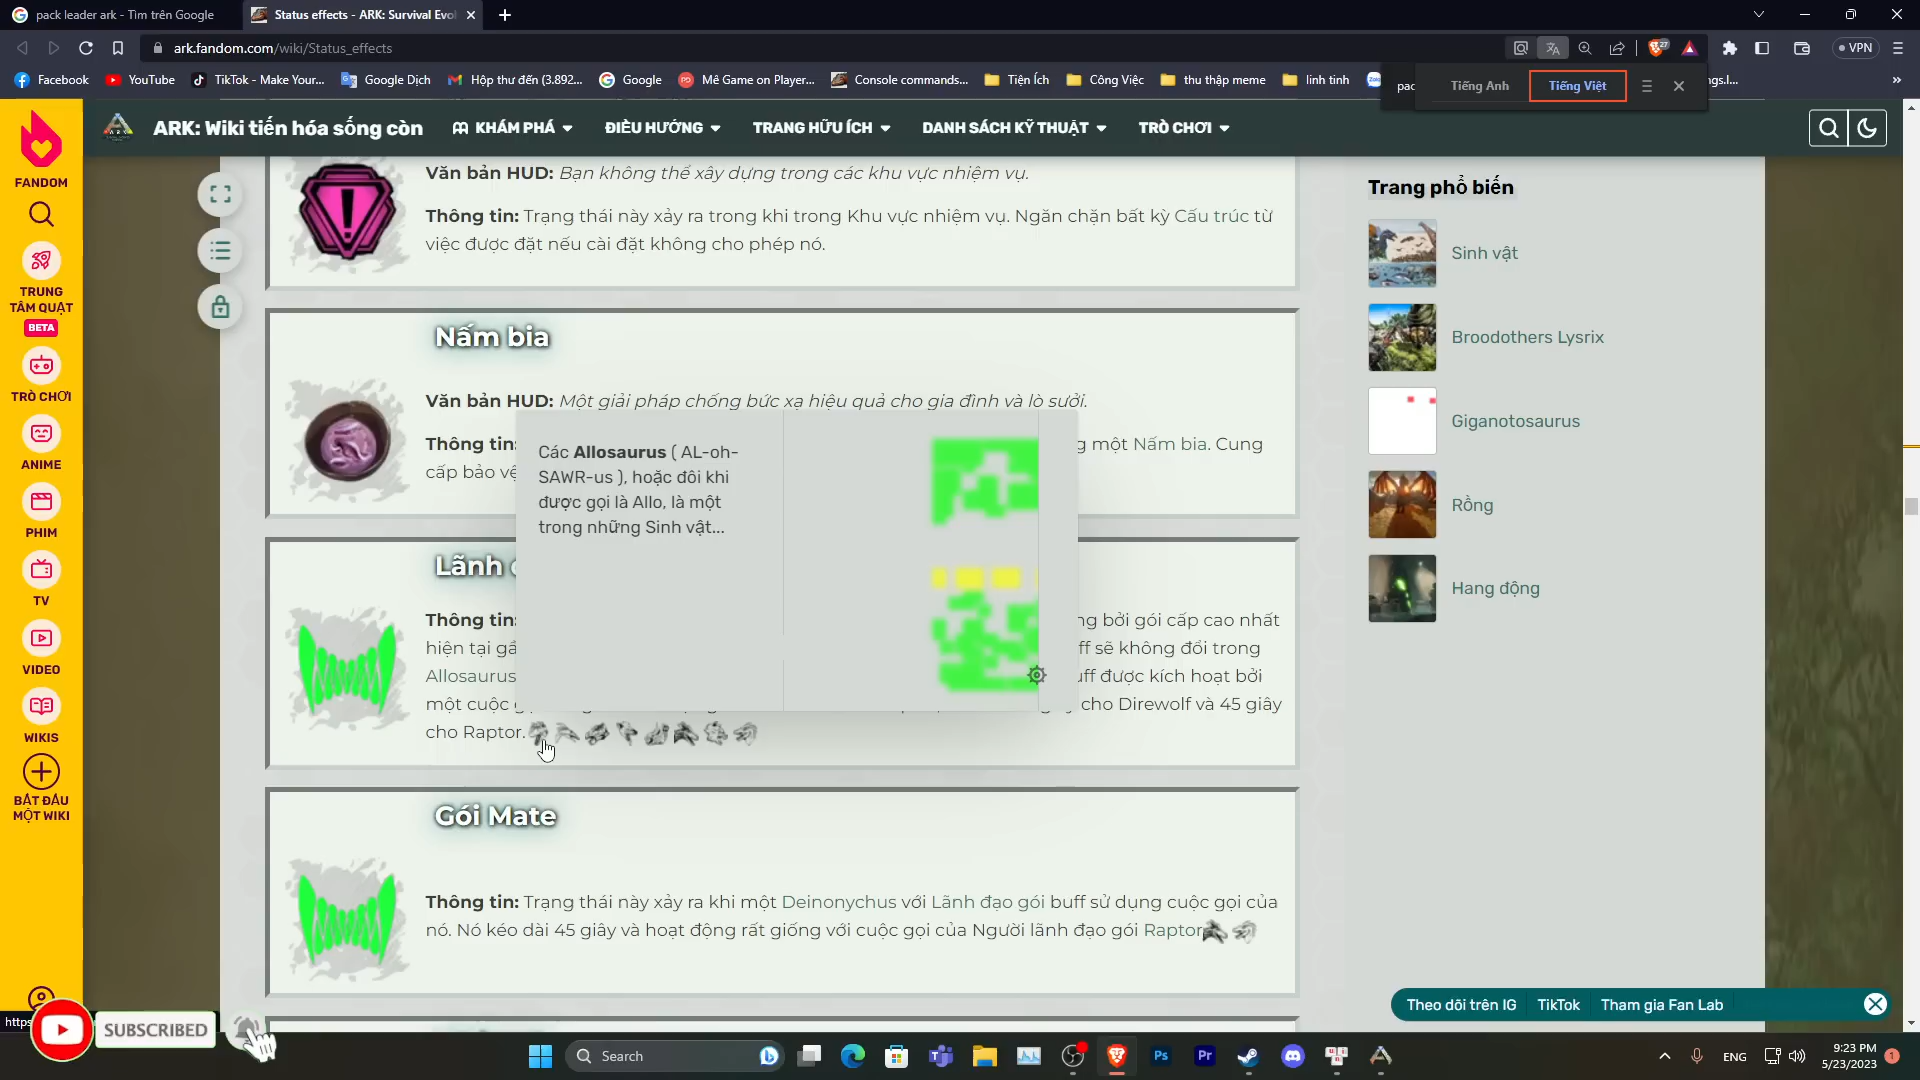 pack leader ark - Tìm trên Google
Status effects - ARK: Survival Evol
ark.fandom.com/wiki/Status_effects
27
VPN
Facebook
YouTube
TikTok - Make Your...
Google Dịch
Hộp thư đến (3.892...
Google
Mê Game on Player...
Console commands...
Tiện Ích
Công Việc
thu thập meme
linh tinh
Zalo
pac
Tiếng Anh
Tiếng Việt
ngs.l...
ARK: Wiki tiến hóa sống còn
KHÁM PHÁ
ĐIỀU HƯỚNG
TRANG HỮU ÍCH
DANH SÁCH KỸ THUẬT
TRÒ CHƠI
FANDOM
TRUNG
TÂM QUẠT
BETA
TRÒ CHƠI
ANIME
PHIM
TV
VIDEO
WIKIS
BẮT ĐẦU
MỘT WIKI
Văn bản HUD: Bạn không thể xây dựng trong các khu vực nhiệm vụ.
Thông tin: Trạng thái này xảy ra trong khi trong Khu vực nhiệm vụ. Ngăn chặn bất kỳ Cấu trúc từ
việc được đặt nếu cài đặt không cho phép nó.
Nấm bia
Văn bản HUD: Một giải pháp chống bức xạ hiệu quả cho gia đình và lò sưởi.
Thông tin: g một Nấm bia. Cung
cấp bảo vệ
Các Allosaurus ( AL-oh-
SAWR-us ), hoặc đôi khi
được gọi là Allo, là một
trong những Sinh vật...
Lãnh
Thông tin: ng bởi gói cấp cao nhất
hiện tại gầ ff sẽ không đổi trong
Allosaurus uff được kích hoạt bởi
một cuộc cho Direwolf và 45 giây
cho Raptor.
Gói Mate
Thông tin: Trạng thái này xảy ra khi một Deinonychus với Lãnh đạo gói buff sử dụng cuộc gọi của
nó. Nó kéo dài 45 giây và hoạt động rất giống với cuộc gọi của Người lãnh đạo gói Raptor
Trang phổ biến
Sinh vật
Broodothers Lysrix
Giganotosaurus
Rồng
Hang động
Theo dõi trên IG
TikTok
Tham gia Fan Lab
https
SUBSCRIBED
Search
Ps
Pr
ENG
9:23 PM
5/23/2023
1